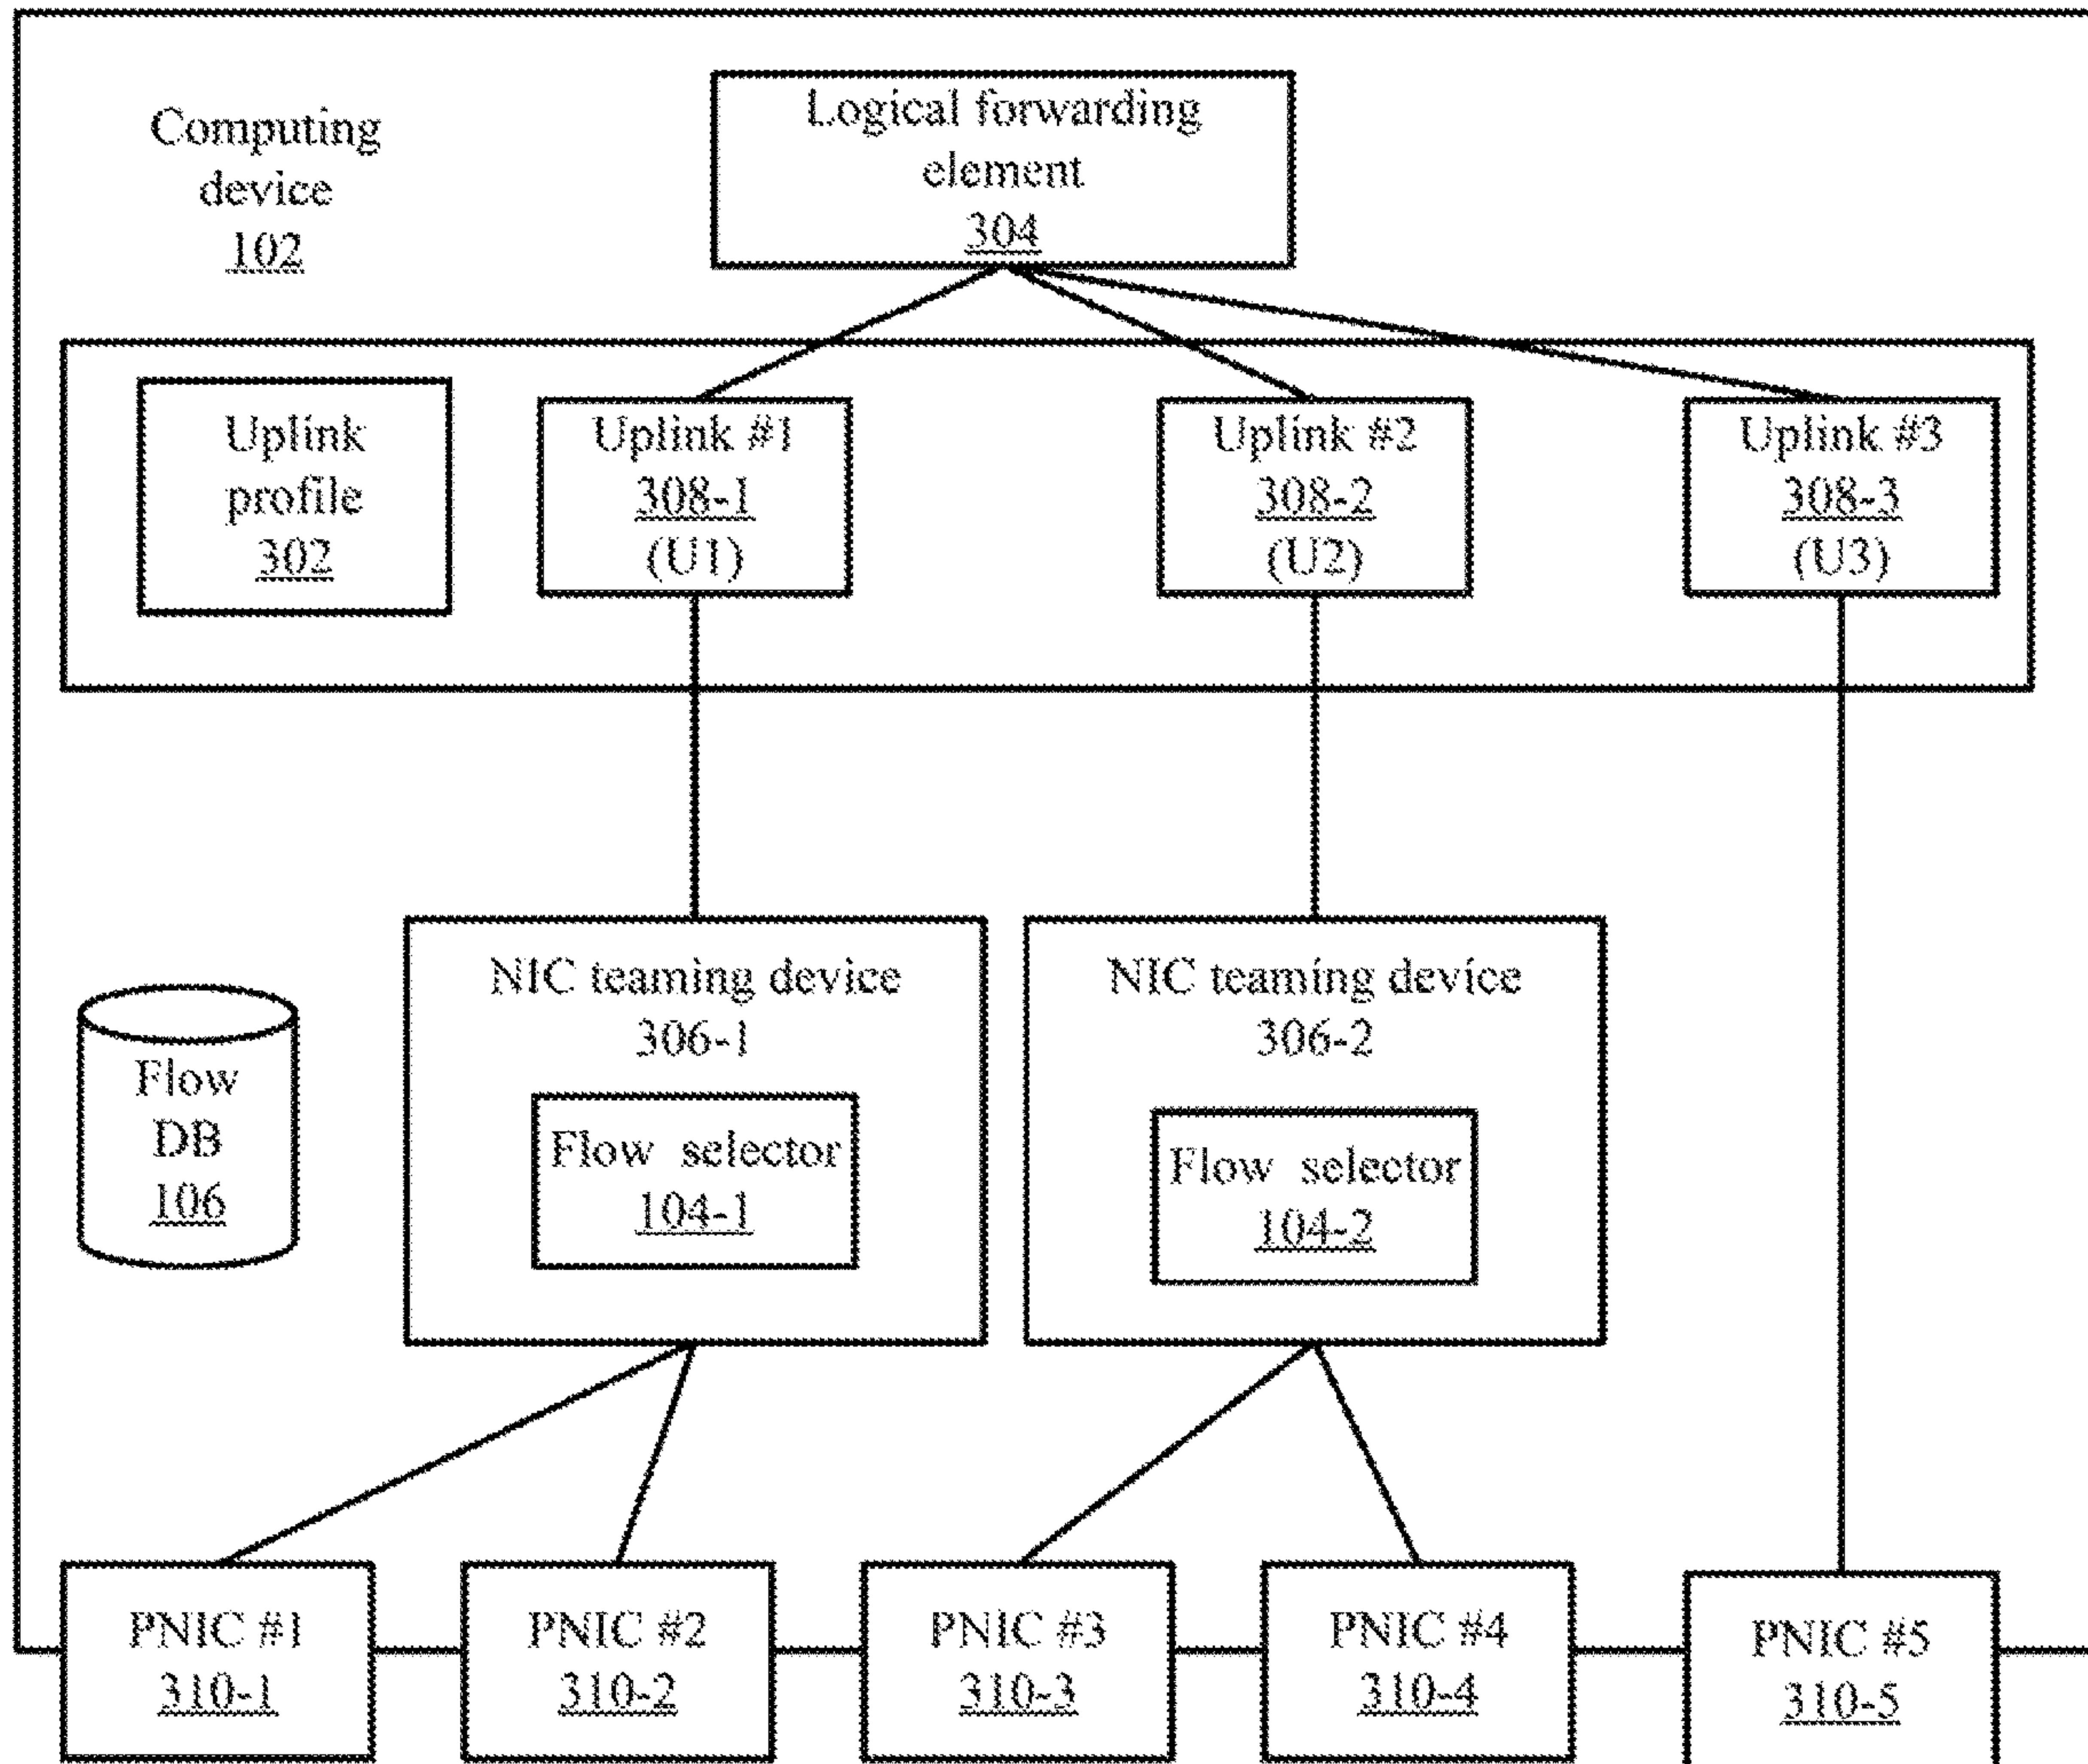 Computing
device
102
Logical forwarding
element
304
Uplink
profile
302
Uplink #1
308-1
(U1)
Uplink #2
308-2
(U2)
Uplink #3
308-3
(U3)
Flow
DB
106
NIC teaming device
306-1
Flow selector
104-1
NIC teaming device
306-2
Flow selector
104-2
PNIC #1
310-1
PNIC #2
310-2
PNIC #3
310-3
PNIC #4
310-4
PNIC #5
310-5